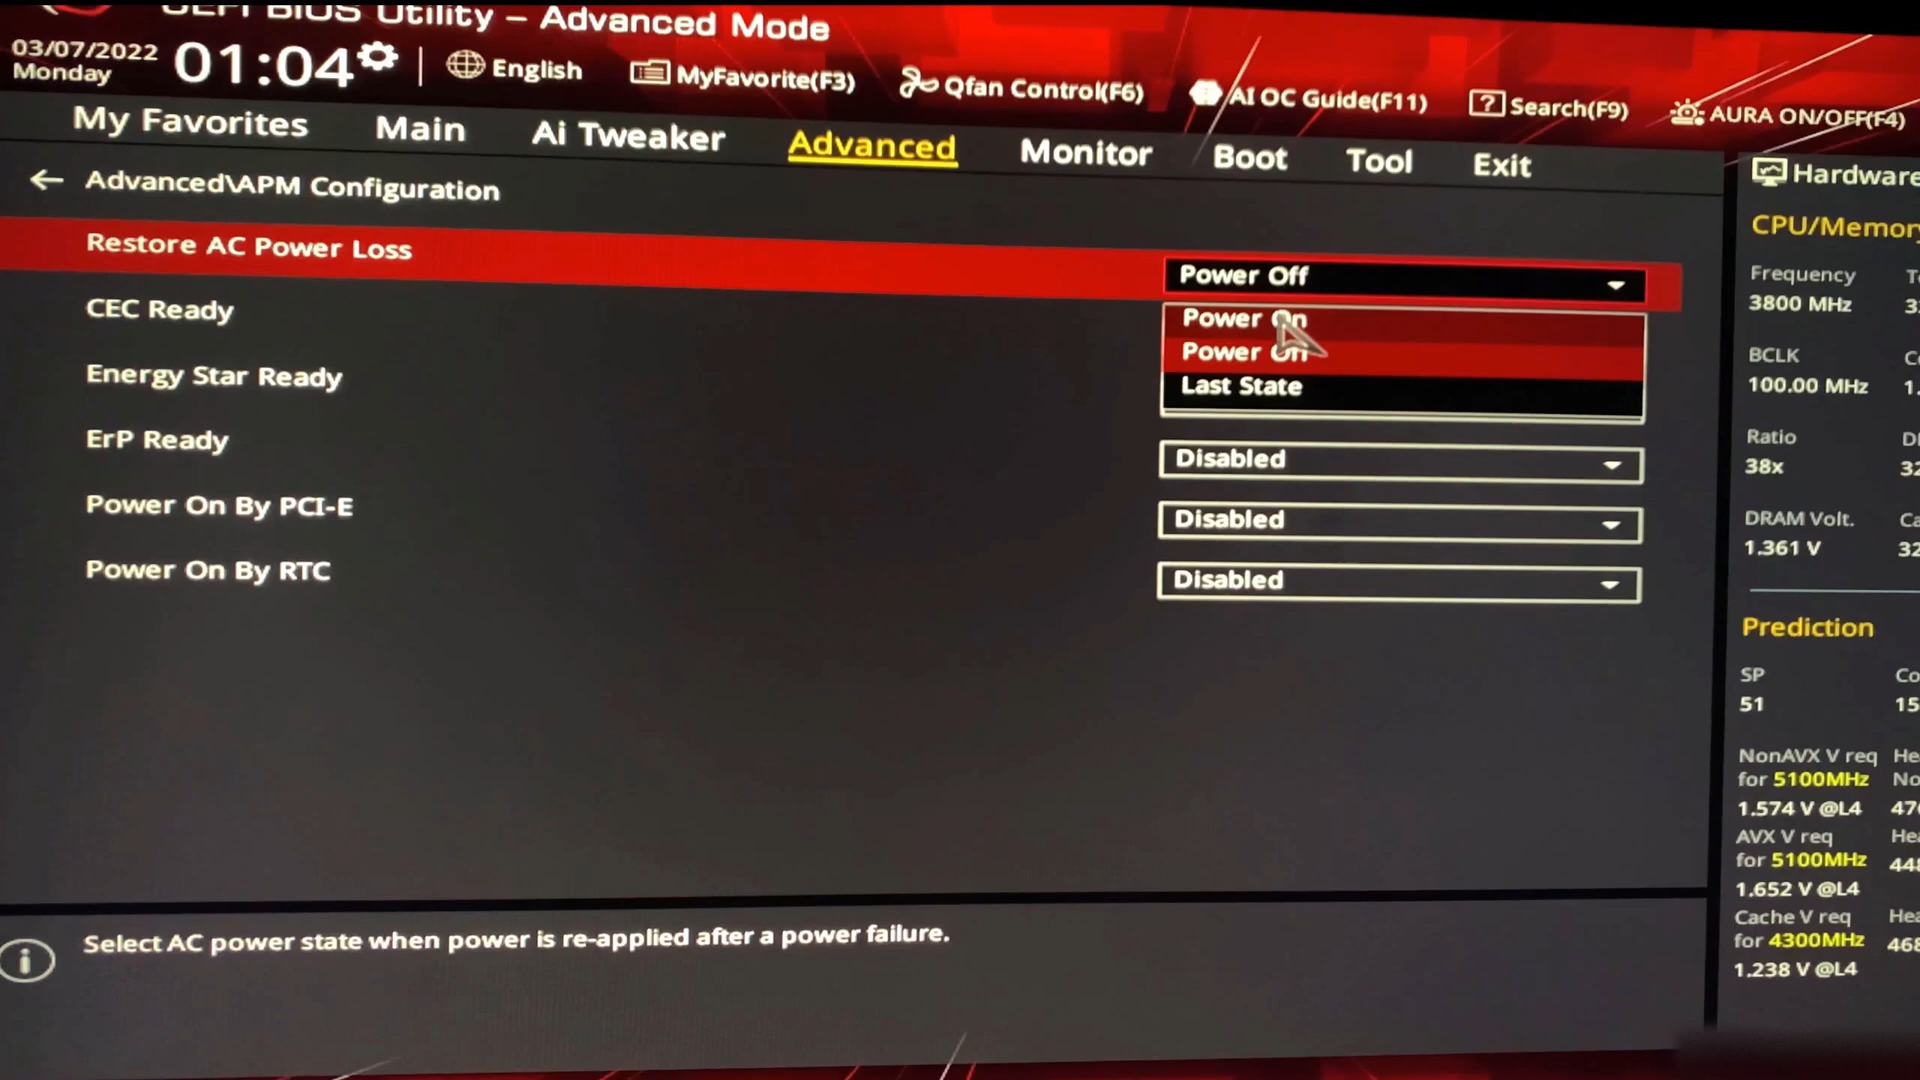 UEFI BIOS Utility – Advanced Mode
03/07/2022
Monday
01:04
English
MyFavorite(F3)
Qfan Control(F6)
AI OC Guide(F11)
Search(F9)
AURA ON/OFF(F4)
My Favorites
Main
Ai Tweaker
Advanced
Monitor
Boot
Tool
Exit
Advanced\APM Configuration
Restore AC Power Loss
Power Off
Power On
Power Off
Last State
CEC Ready
Energy Star Ready
ErP Ready
Disabled
Power On By PCI-E
Disabled
Power On By RTC
Disabled
Select AC power state when power is re-applied after a power failure.
Hardware
CPU/Memory
Frequency
3800 MHz
BCLK
100.00 MHz
Ratio
38x
DRAM Volt.
1.361 V
Prediction
SP
51
NonAVX V req
for 5100MHz
1.574 V @L4
AVX V req
for 5100MHz
1.652 V @L4
Cache V req
for 4300MHz
1.238 V @L4